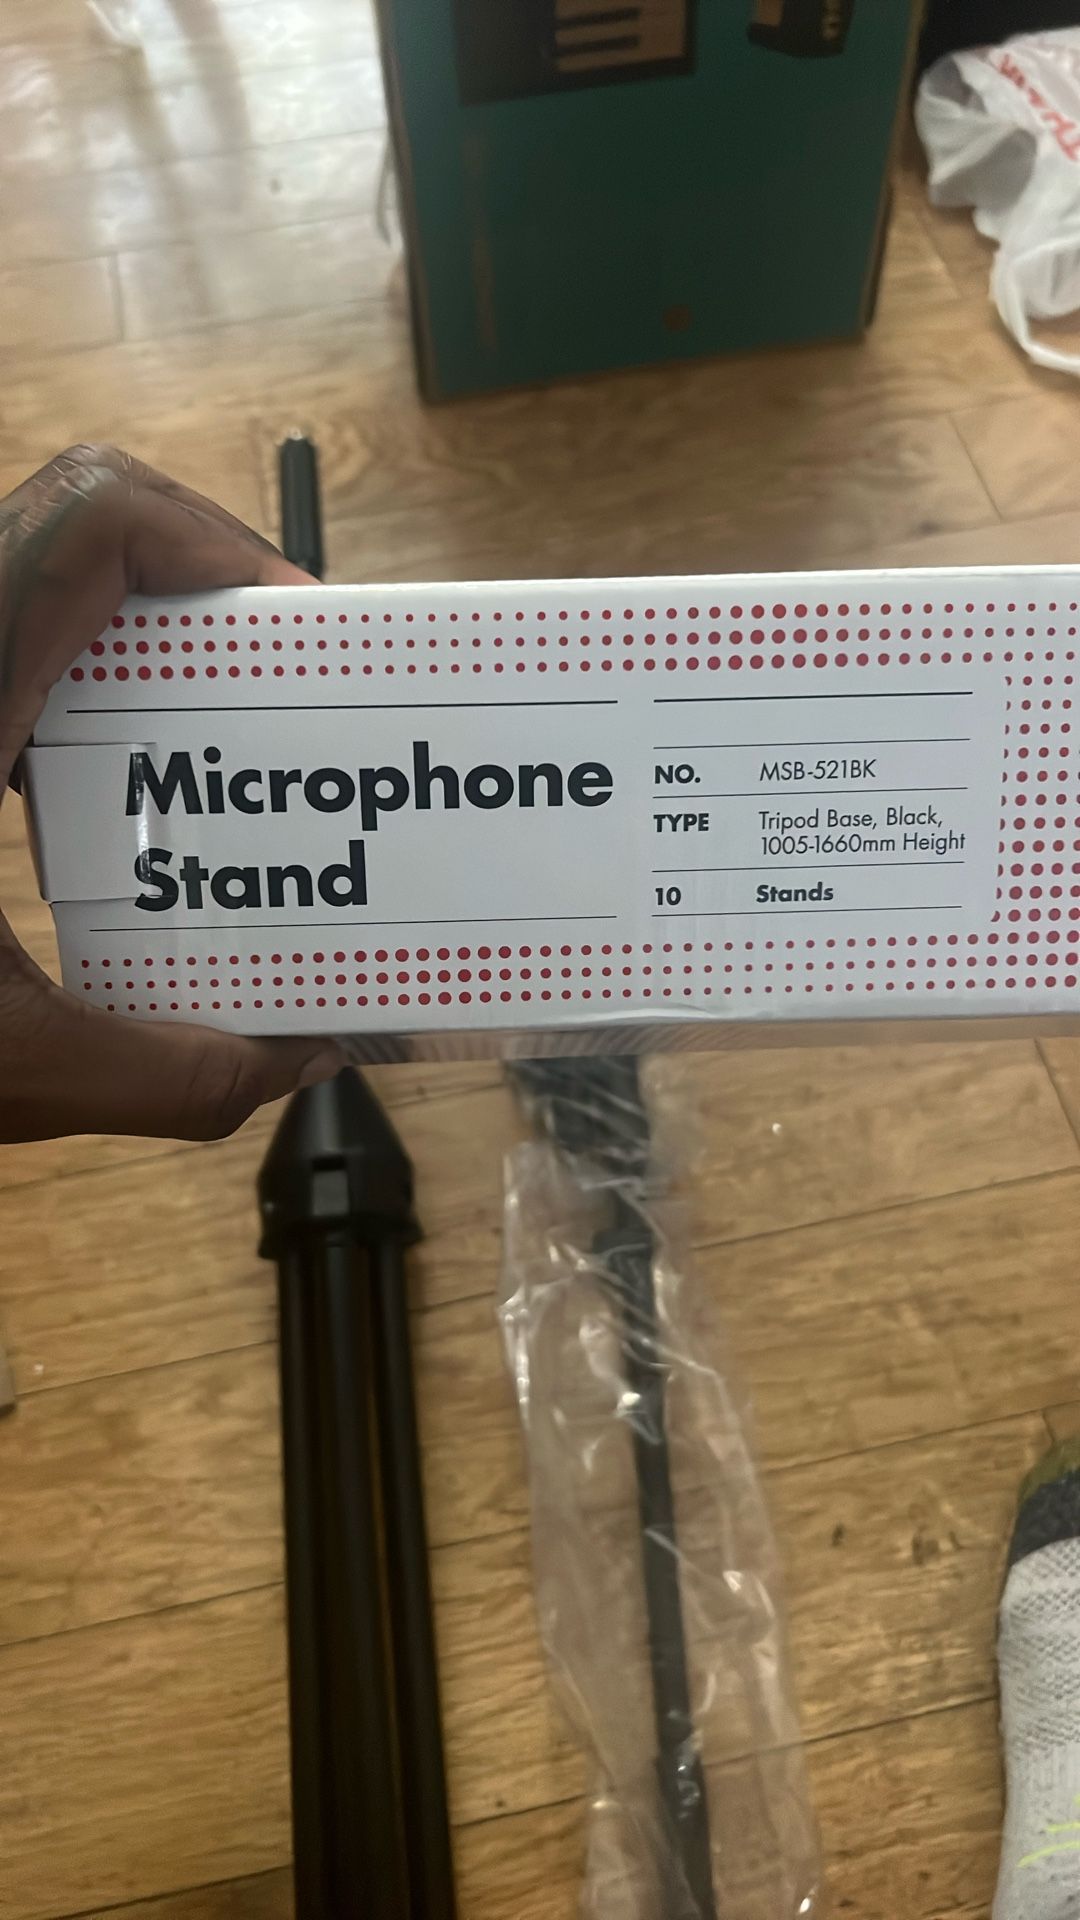 Microphone
Stand
NO. MSB-521BK
TYPE Tripod Base, Black,
1005-1660mm Height
10 Stands